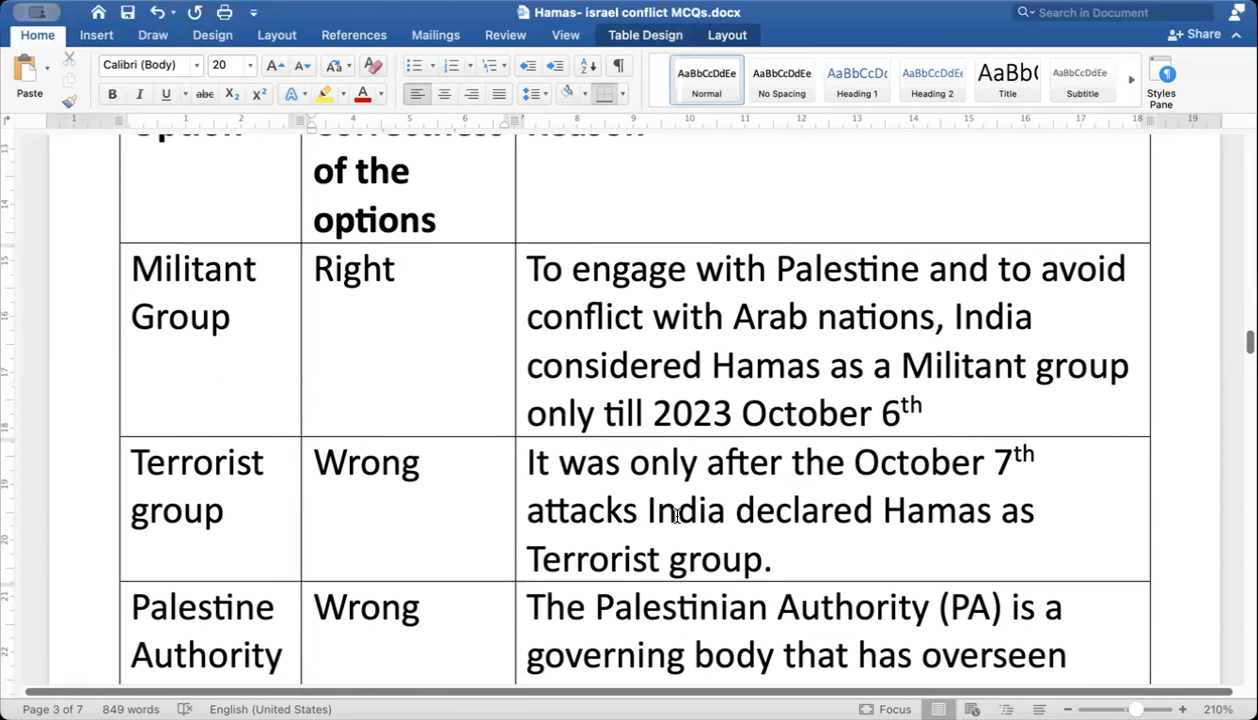 Hamas- israel conflict MCQs.docx
Search in Document
Home Insert Draw Design Layout References Mailings Review View Table Design Layout
Share
Paste
Calibri (Body) 20
AaBbCcDdEe AaBbCcDdEe AaBbCcDc AaBbCcDdEe AaBb( AaBbCcDdEe
Normal No Spacing Heading 1 Heading 2 Title Subtitle
Styles Pane
of the
options
Militant
Group
Right
To engage with Palestine and to avoid
conflict with Arab nations, India
considered Hamas as a Militant group
only till 2023 October 6th
Terrorist
group
Wrong
It was only after the October 7th
attacks India declared Hamas as
Terrorist group.
Palestine
Authority
Wrong
The Palestinian Authority (PA) is a
governing body that has overseen
Page 3 of 7 849 words English (United States) Focus 210%